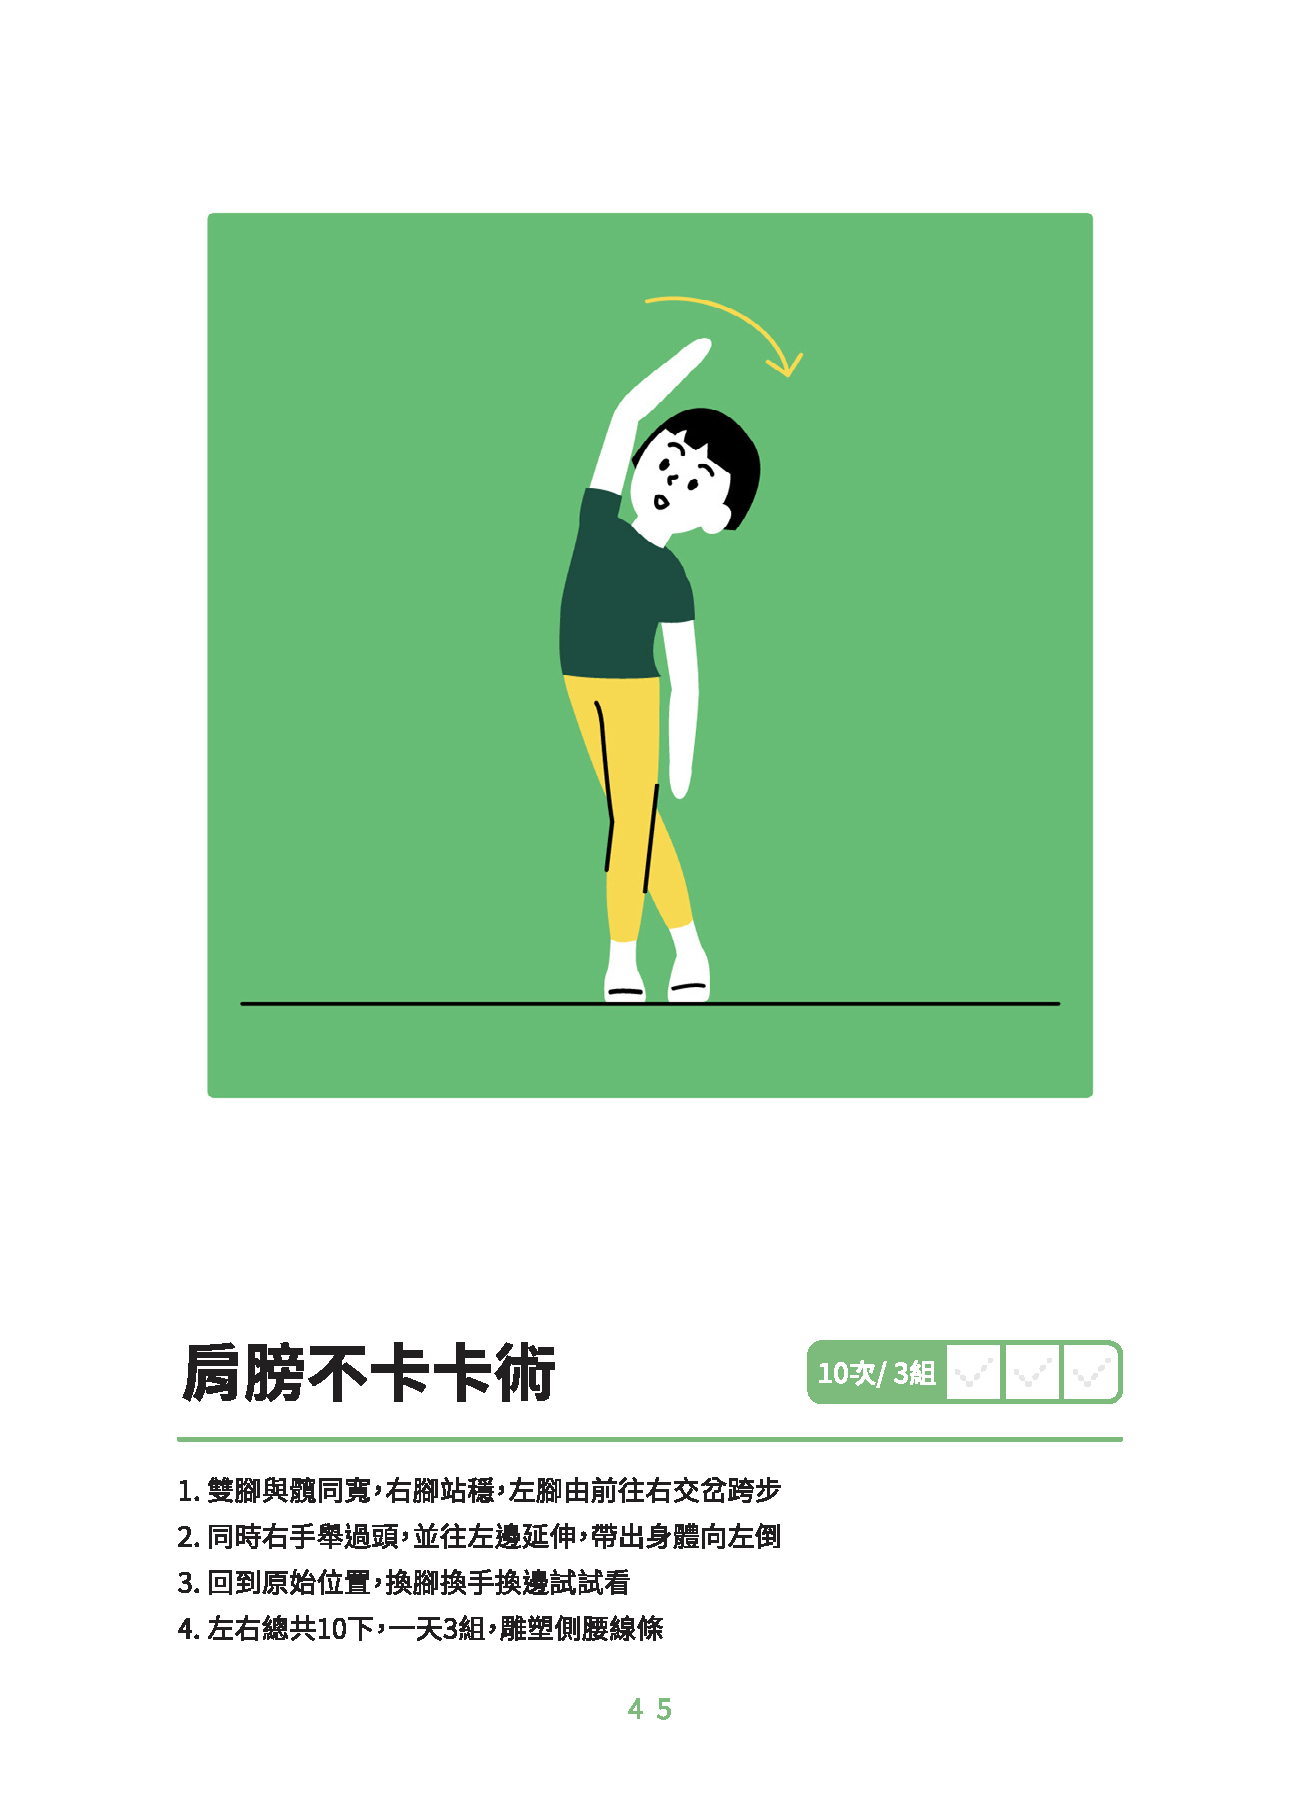 肩膀不卡卡術
10次/ 3組
1. 雙腳與髖同寬，右腳站穩，左腳由前往右交岔跨步
2. 同時右手舉過頭，並往左邊延伸，帶出身體向左倒
3. 回到原始位置，換腳換手換邊試試看
4. 左右總共10下，一天3組，雕塑側腰線條
45